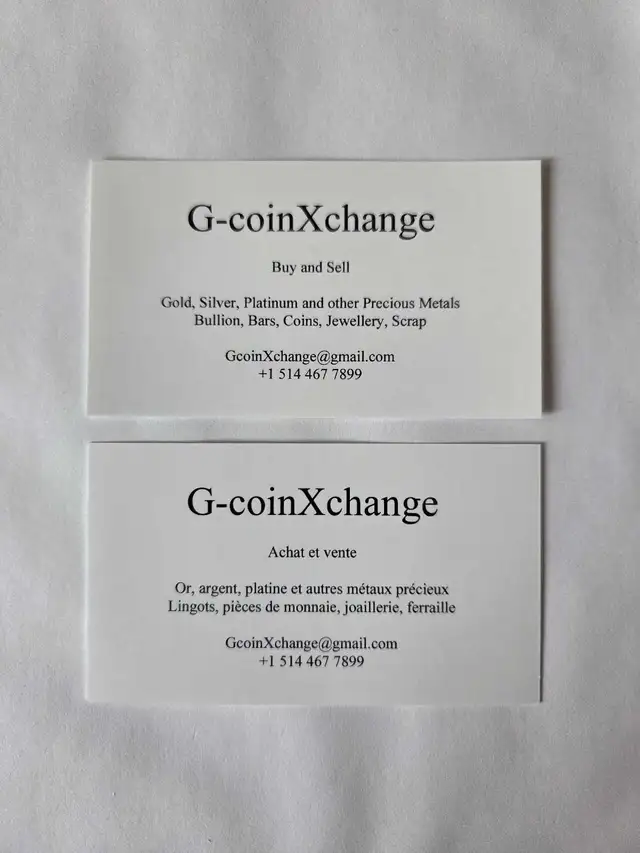 G-coinXchange
Buy and Sell
Gold, Silver, Platinum and other Precious Metals
Bullion, Bars, Coins, Jewellery, Scrap
GcoinXchange@gmail.com
+1 514 467 7899
G-coinXchange
Achat et vente
Or, argent, platine et autres métaux précieux
Lingots, pièces de monnaie, joaillerie, ferraille
GcoinXchange@gmail.com
+1 514 467 7899